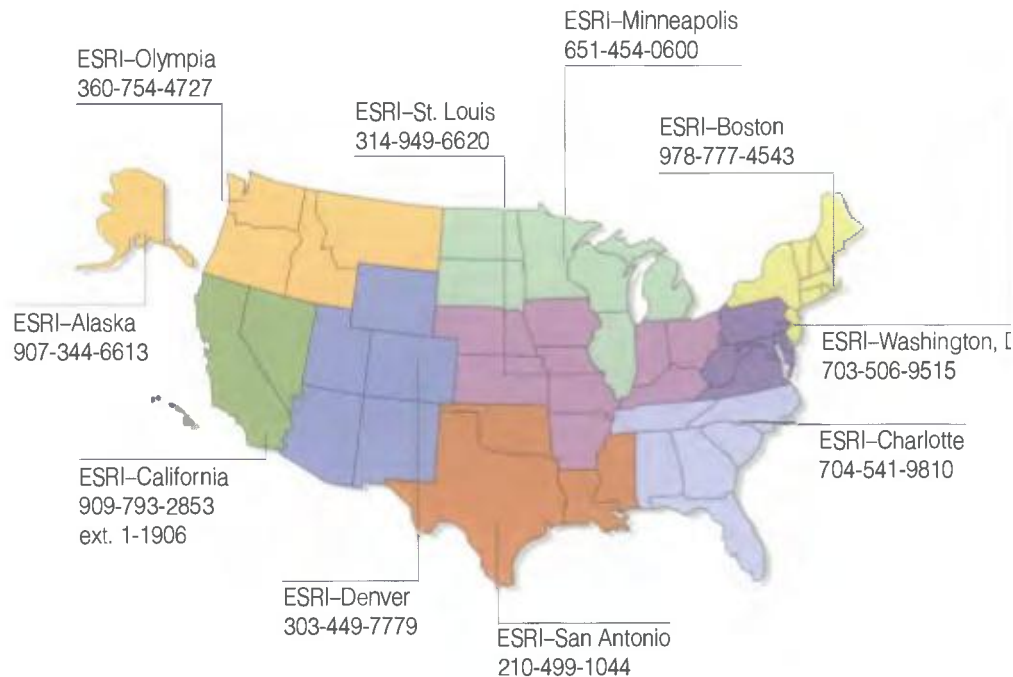 ESRI–Minneapolis
651-454-0600
ESRI–Olympia
360-754-4727
ESRI–St. Louis
314-949-6620
ESRI–Boston
978-777-4543
ESRI–Alaska
907-344-6613
ESRI–Washington,
703-506-9515
ESRI–Charlotte
704-541-9810
ESRI–California
909-793-2853
ext. 1-1906
ESRI–Denver
303-449-7779
ESRI–San Antonio
210-499-1044